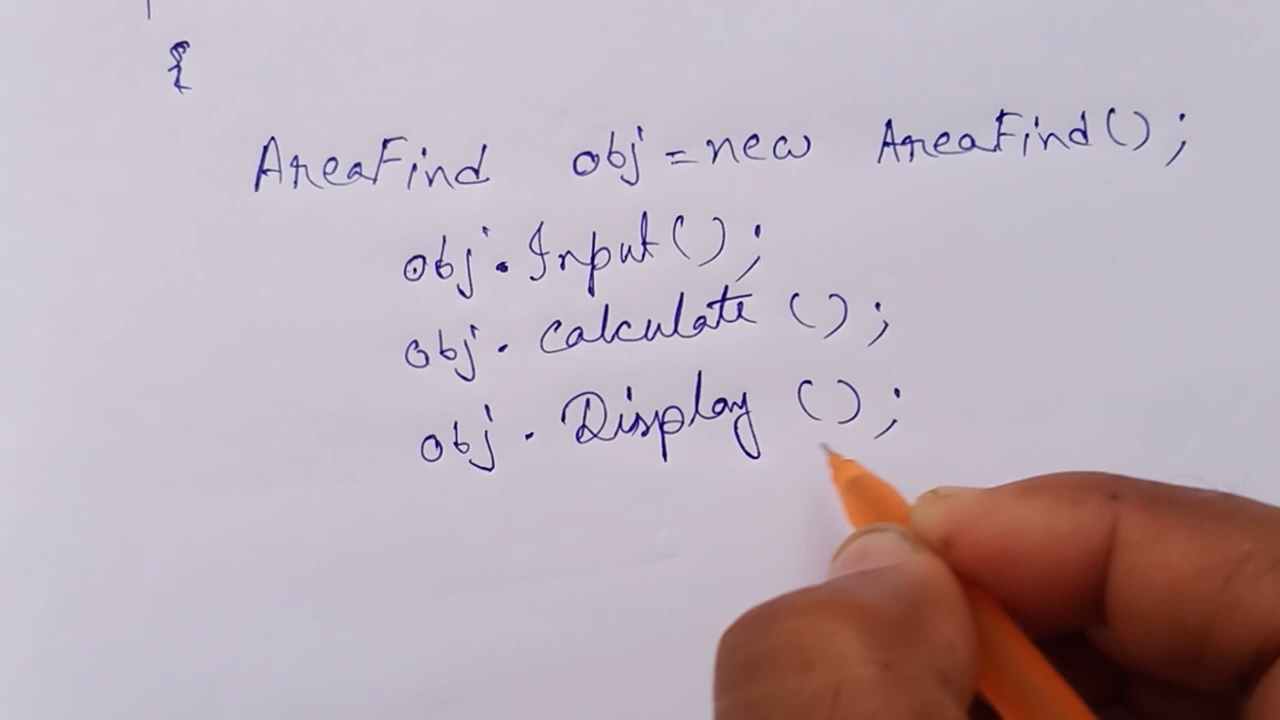 {
AreaFind obj = new AreaFind();
obj.Input();
obj.Calculate();
obj.Display();